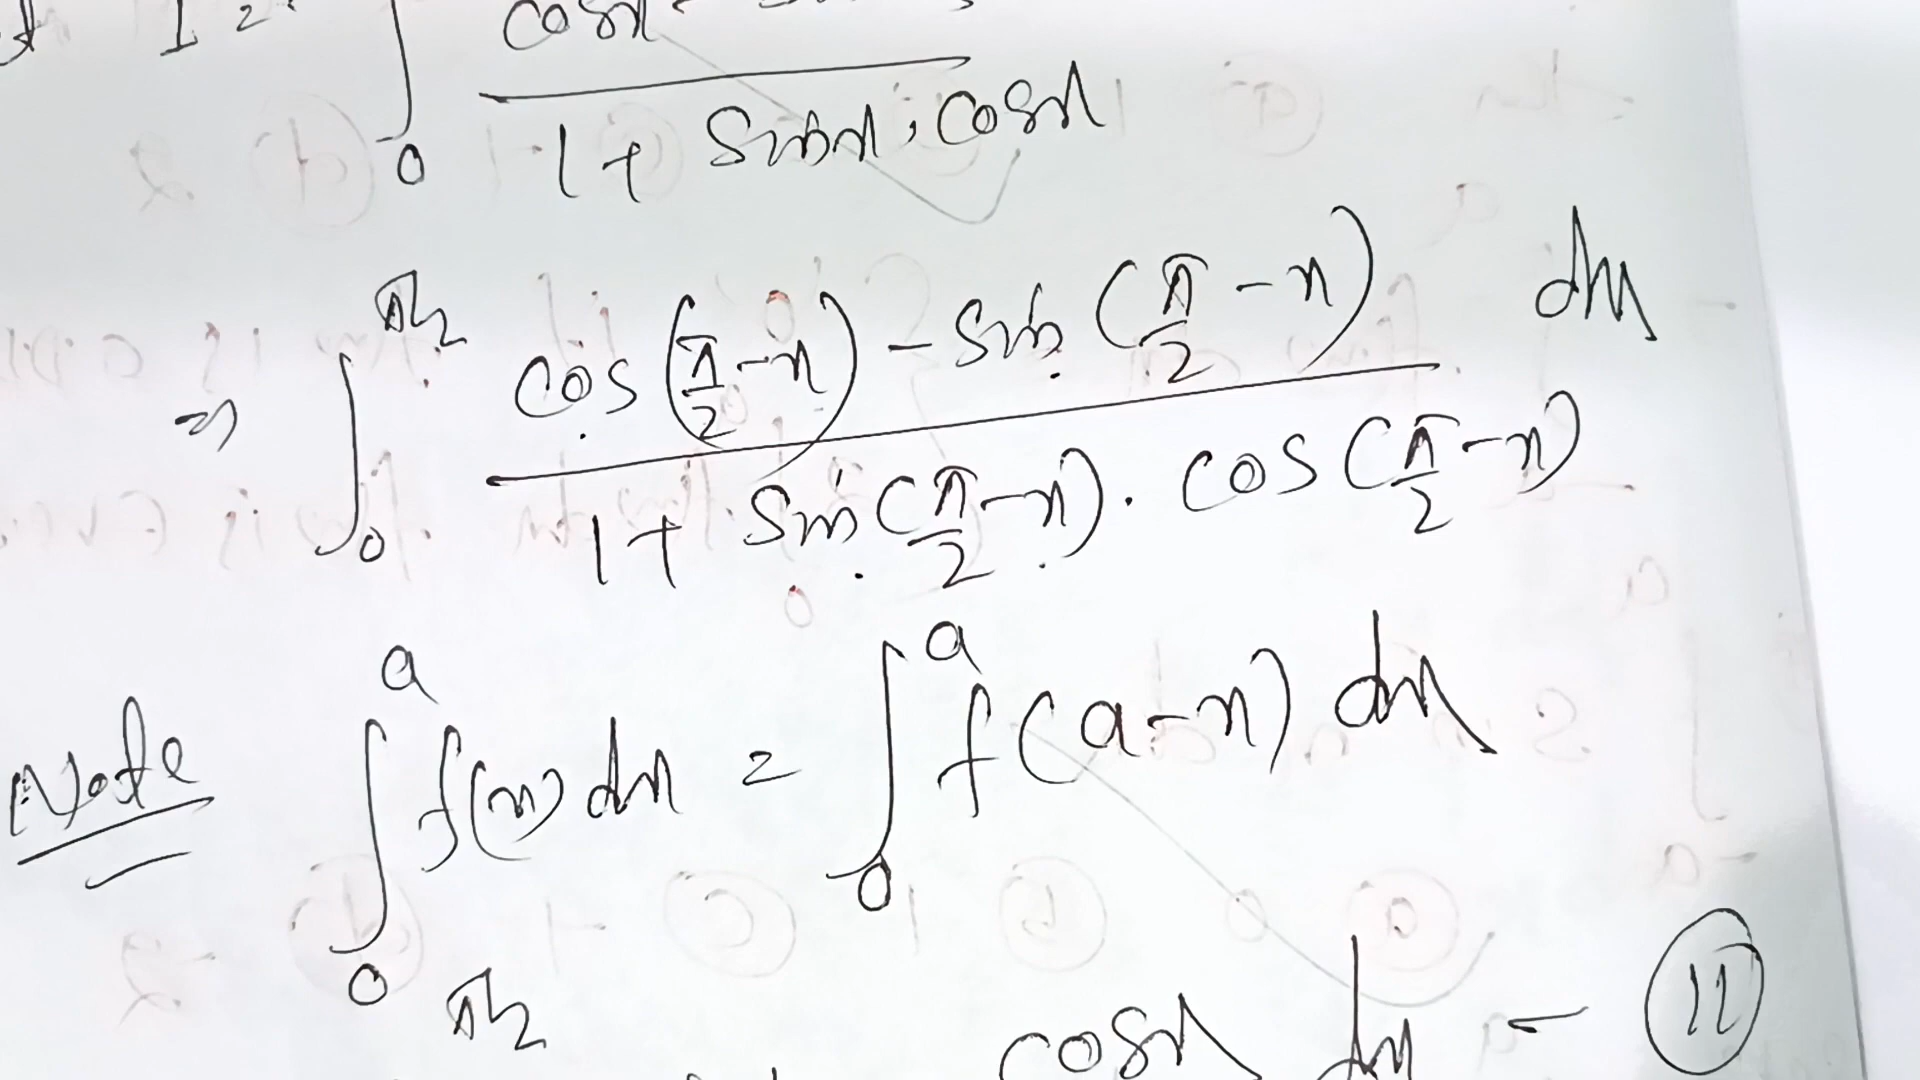 I = ∫₀ cosx - / 1 + Sinx . Cosx
⇒ ∫₀^(π/2) cos(π/2 - x) - sin(π/2 - x) / 1 + sin(π/2 - x) . cos(π/2 - x) dx
Note ∫₀^a f(x) dx = ∫₀^a f(a-x) dx
π/2 cosx dx - 11